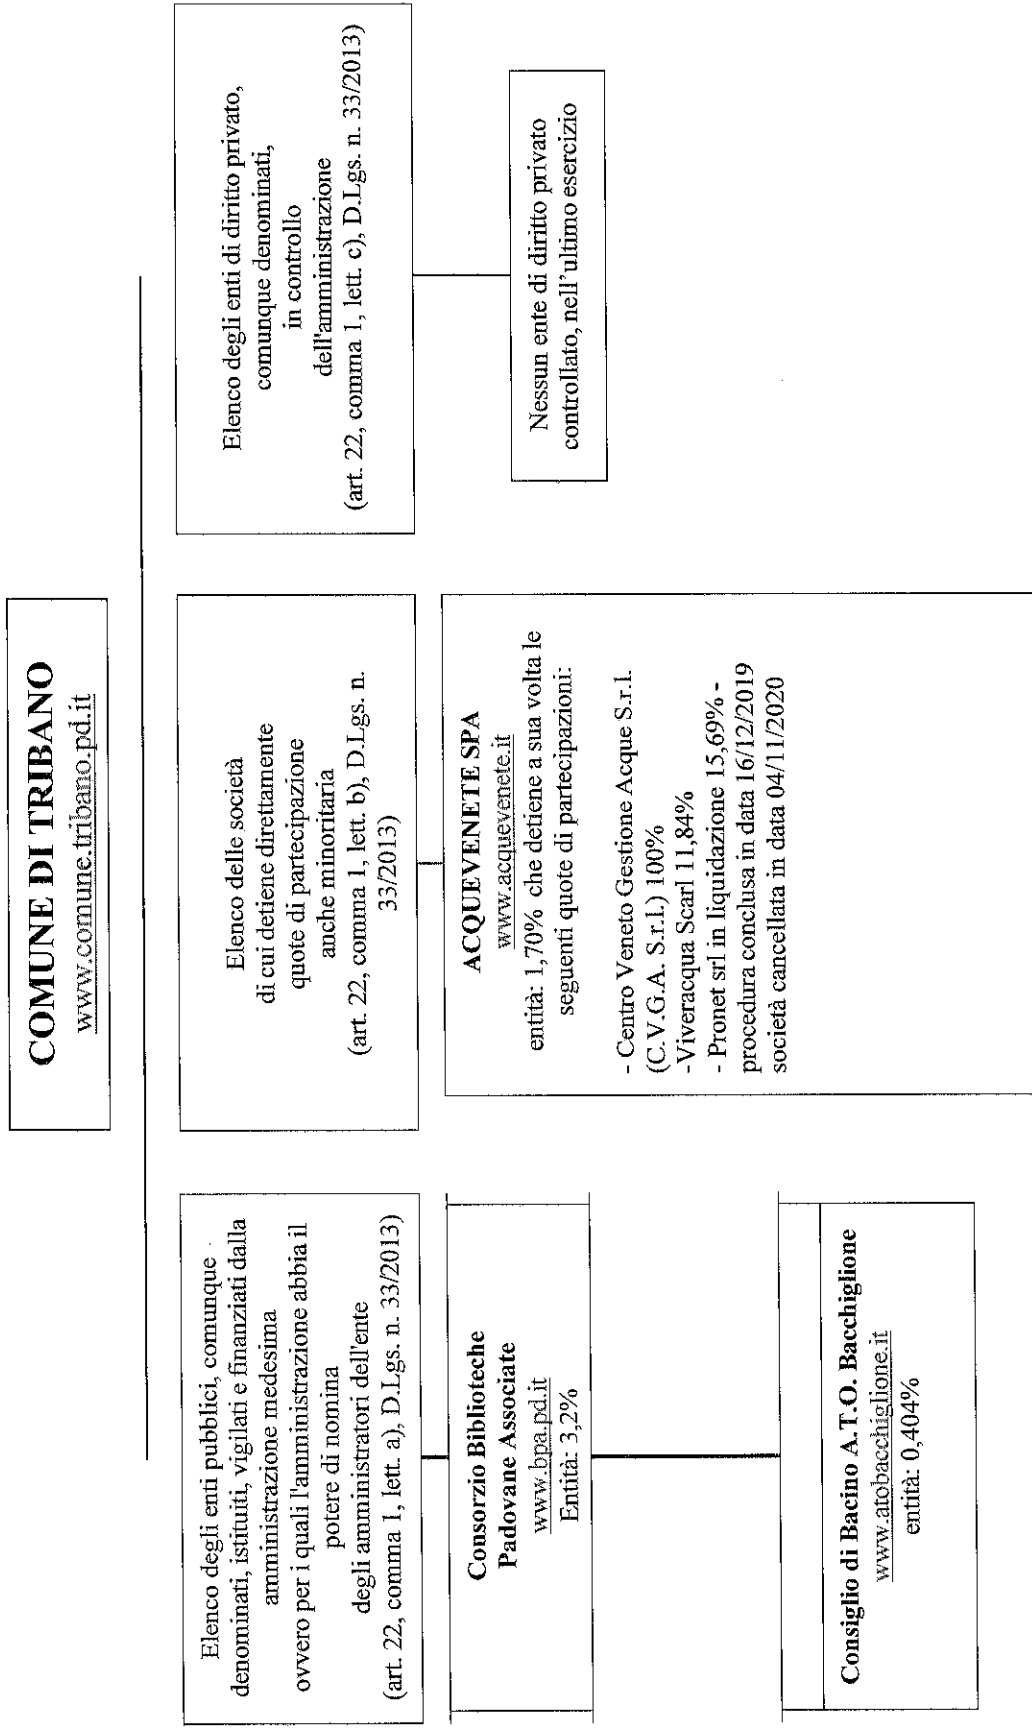 COMUNE DI TRIBANO
www.comune.tribano.pd.it
Elenco degli enti pubblici, comunque
denominati, istituiti, vigilati e finanziati dalla
amministrazione medesima
ovvero per i quali l'amministrazione abbia il
potere di nomina
degli amministratori dell'ente
(art. 22, comma 1, lett. a), D.Lgs. n. 33/2013)
Consorzio Biblioteche
Padovane Associate
www.bpa.pd.it
Entità: 3,2%
Consiglio di Bacino A.T.O. Bacchiglione
www.atobacchiglione.it
entità: 0,404%
Elenco delle società
di cui detiene direttamente
quote di partecipazione
anche minoritaria
(art. 22, comma 1, lett. b), D.Lgs. n.
33/2013)
ACQUEVENETE SPA
www.acquevenete.it
entità: 1,70% che detiene a sua volta le
seguenti quote di partecipazioni:
- Centro Veneto Gestione Acque S.r.l.
(C.V.G.A. S.r.l.) 100%
- Viveracqua Scarl 11,84%
- Pronet srl in liquidazione 15,69% -
procedura conclusa in data 16/12/2019
società cancellata in data 04/11/2020
Elenco degli enti di diritto privato,
comunque denominati,
in controllo
dell'amministrazione
(art. 22, comma 1, lett. c), D.Lgs. n. 33/2013)
Nessun ente di diritto privato
controllato, nell'ultimo esercizio